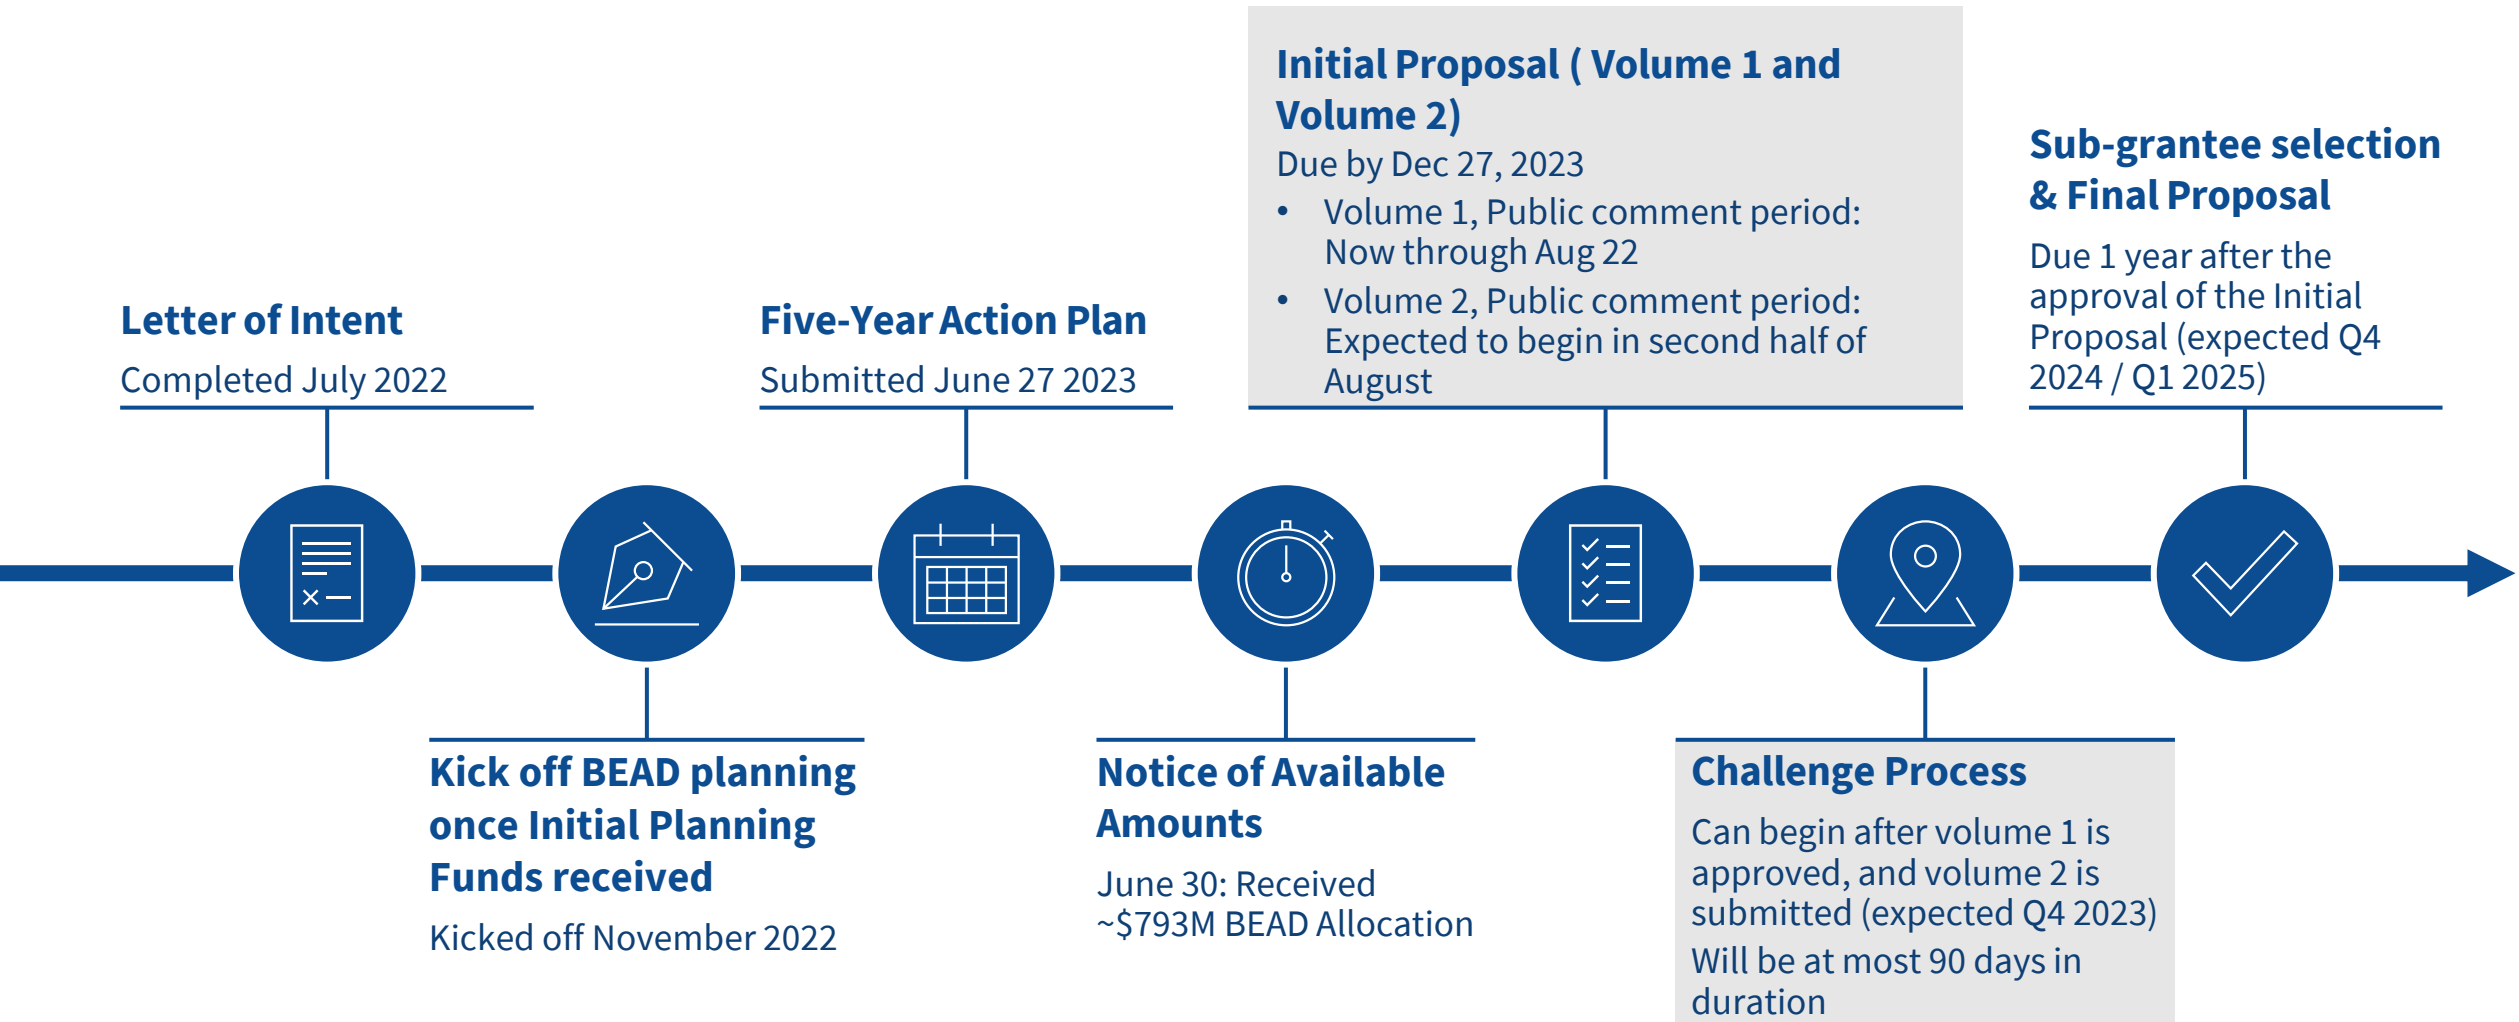 Letter of Intent
Completed July 2022
Kick off BEAD planning
once Initial Planning
Funds received
Kicked off November 2022
Five-Year Action Plan
Submitted June 27 2023
Notice of Available
Amounts
June 30: Received
~$793M BEAD Allocation
Initial Proposal ( Volume 1 and
Volume 2)
Due by Dec 27, 2023
• Volume 1, Public comment period:
Now through Aug 22
• Volume 2, Public comment period:
Expected to begin in second half of
August
Challenge Process
Can begin after volume 1 is
approved, and volume 2 is
submitted (expected Q4 2023)
Will be at most 90 days in
duration
Sub-grantee selection
& Final Proposal
Due 1 year after the
approval of the Initial
Proposal (expected Q4
2024 / Q1 2025)